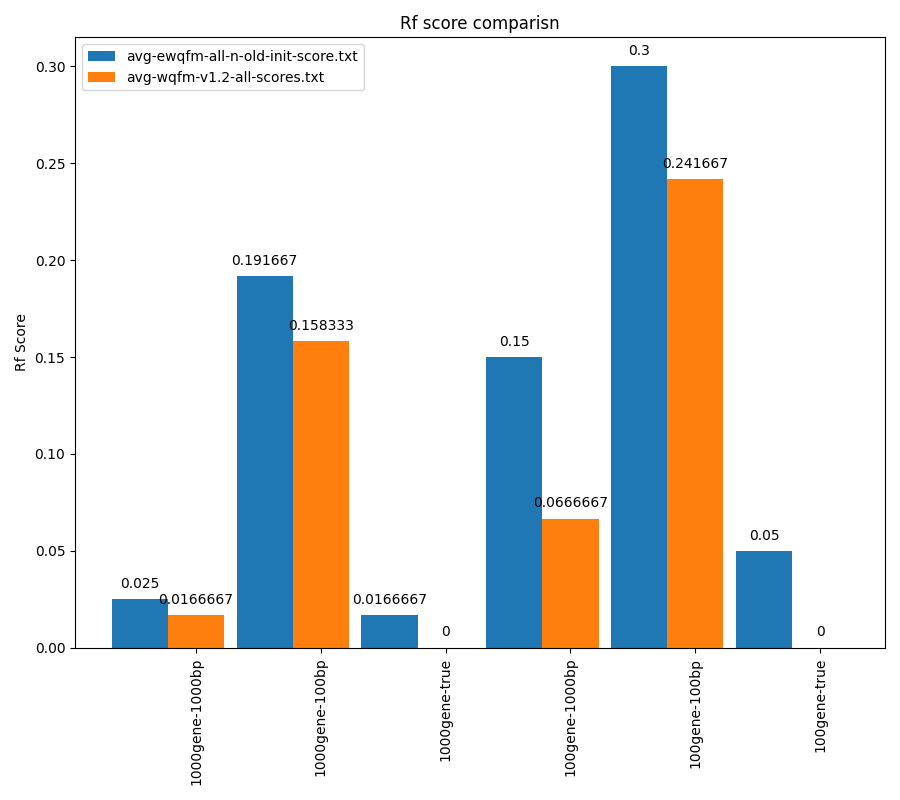 Rf score comparisn
avg-ewqfm-all-n-old-init-score.txt
avg-wqfm-v1.2-all-scores.txt
Rf Score
0.30
0.25
0.20
0.15
0.10
0.05
0.00
0.025
0.0166667
0.191667
0.158333
0.0166667
0
0.15
0.0666667
0.3
0.241667
0.05
0
1000gene-1000bp
1000gene-100bp
1000gene-true
100gene-1000bp
100gene-100bp
100gene-true